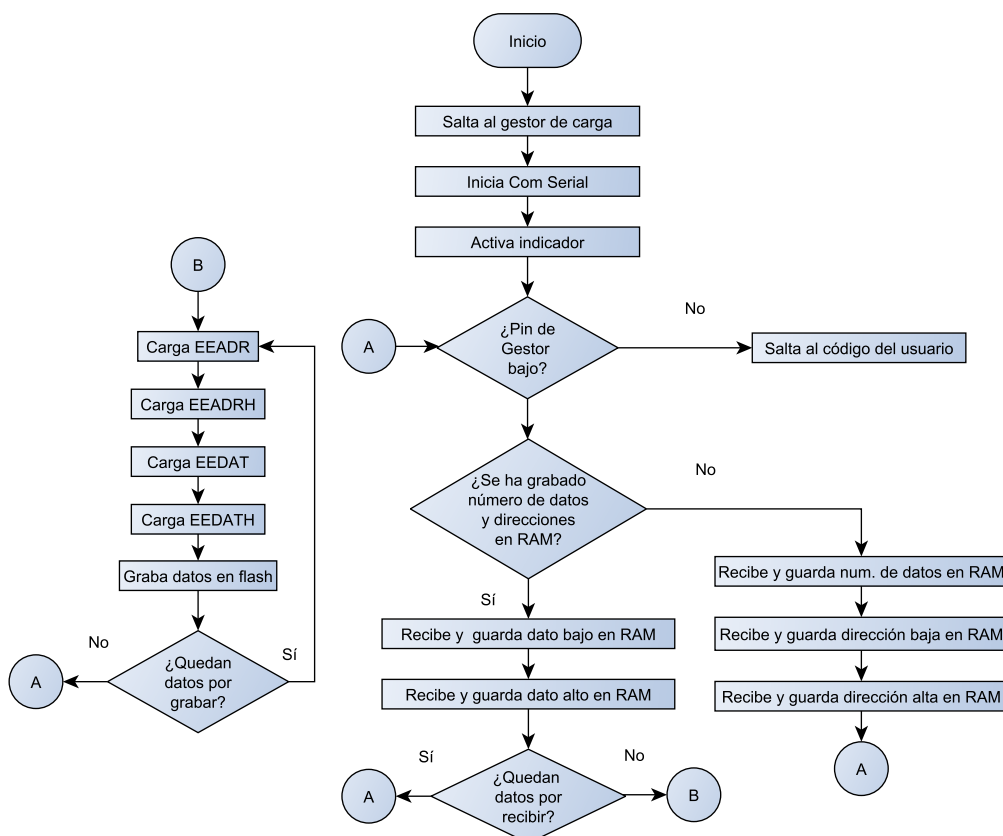 Inicio
Salta al gestor de carga
Inicia Com Serial
Activa indicador
A
¿Pin de
Gestor
bajo?
No
Salta al código del usuario
¿Se ha grabado
número de datos
y direcciones
en RAM?
No
Sí
Recibe y guarda dato bajo en RAM
Recibe y guarda dato alto en RAM
¿Quedan
datos por
recibir?
Sí
A
No
B
Recibe y guarda num. de datos en RAM
Recibe y guarda dirección baja en RAM
Recibe y guarda dirección alta en RAM
A
B
Carga EEADR
Carga EEADRH
Carga EEDAT
Carga EEDATH
Graba datos en flash
¿Quedan
datos por
grabar?
No
A
Sí